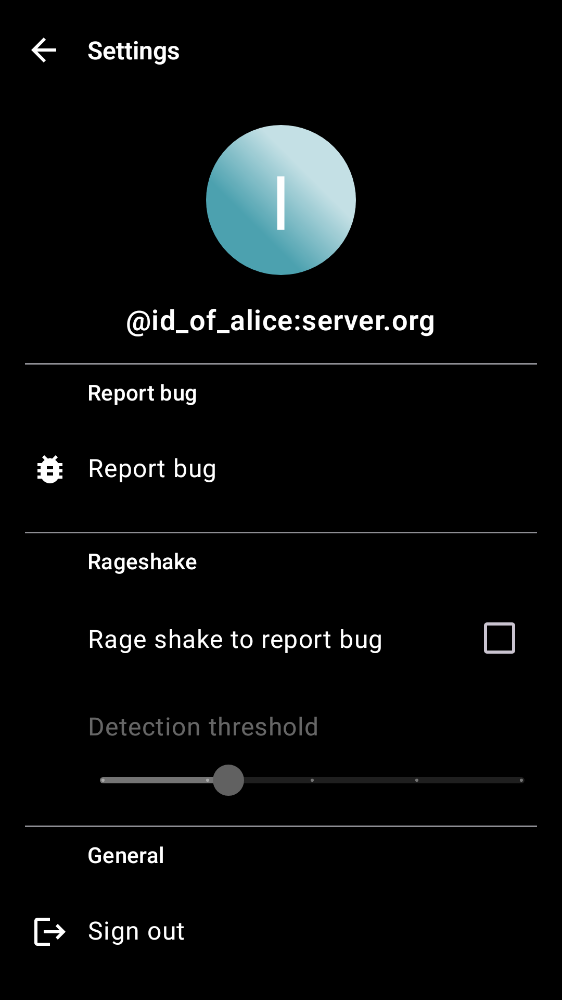 Settings
I
@id_of_alice:server.org
Report bug
Report bug
Rageshake
Rage shake to report bug
Detection threshold
General
Sign out